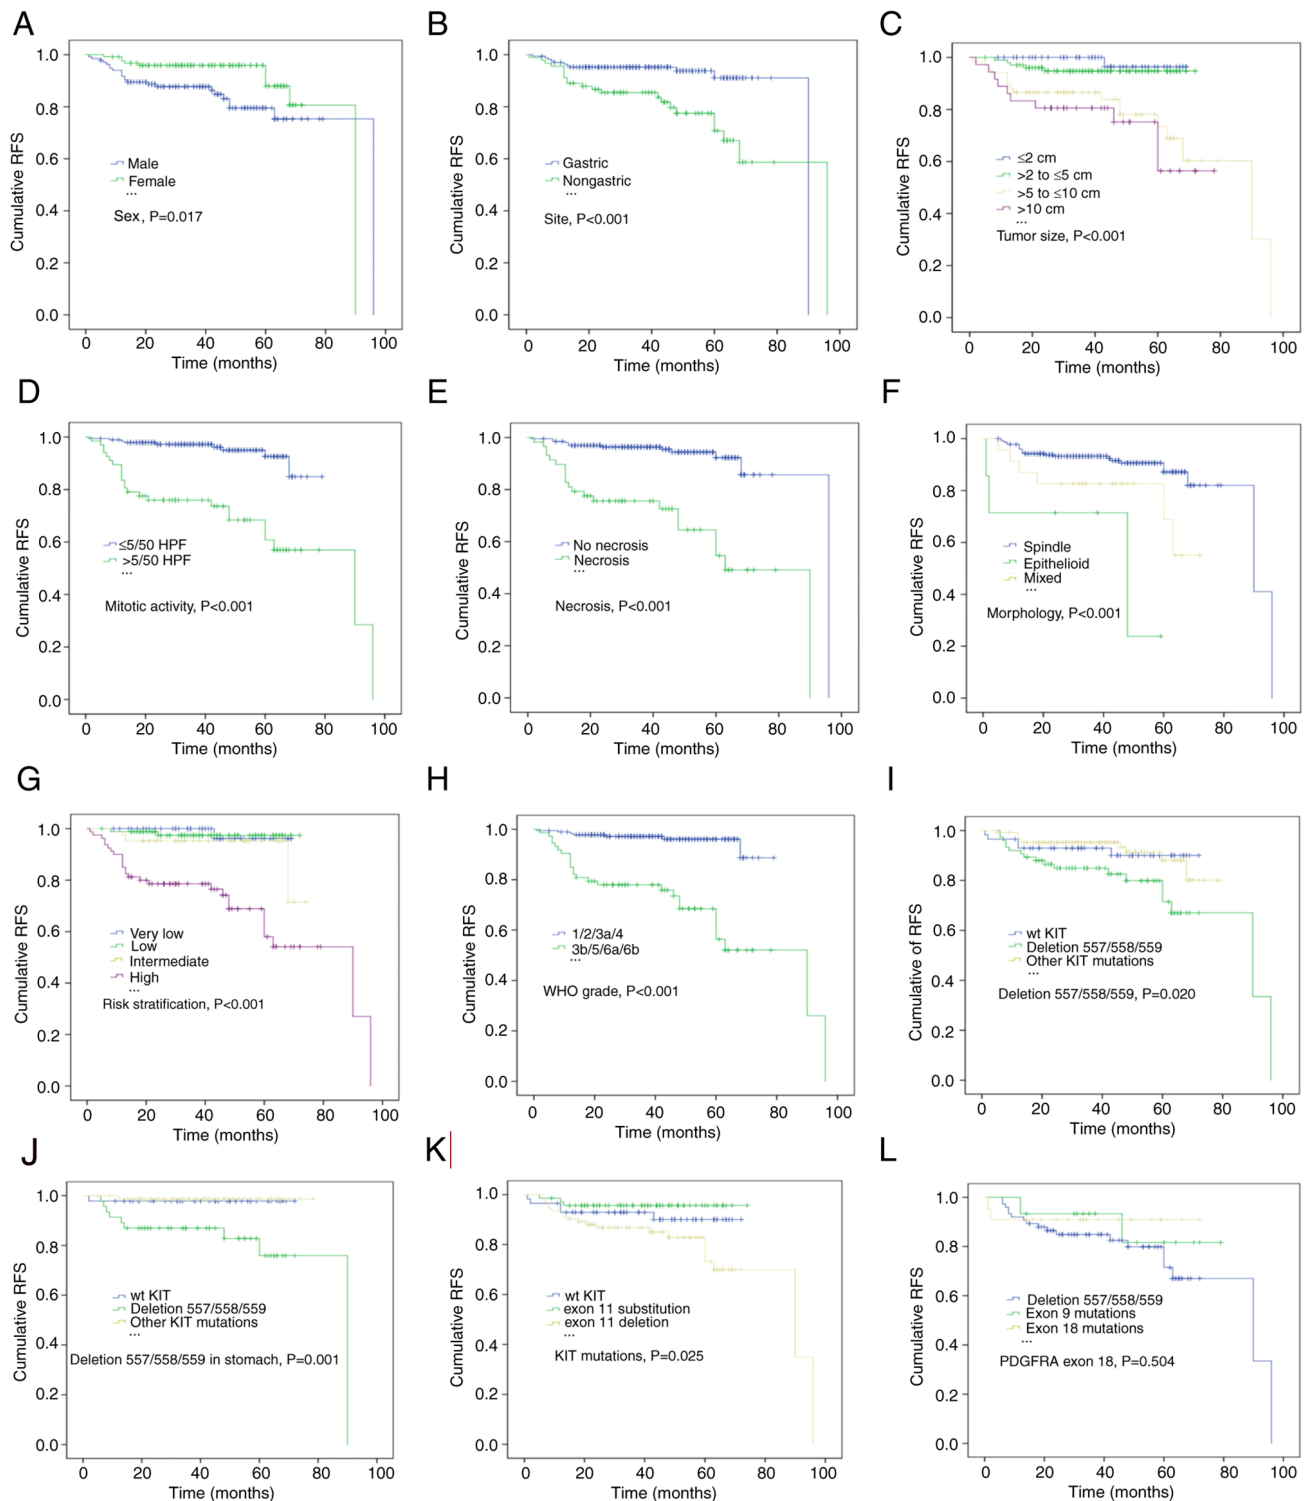 A
B
C
1.0
0.8
0.6
0.4
0.2
0.0
Cumulative RFS
Male
Female
...
Sex, P=0.017
0 20 40 60 80 100
Time (months)
1.0
0.8
0.6
0.4
0.2
0.0
Cumulative RFS
Gastric
Nongastric
...
Site, P<0.001
0 20 40 60 80 100
Time (months)
1.0
0.8
0.6
0.4
0.2
0.0
Cumulative RFS
≤2 cm
>2 to ≤5 cm
>5 to ≤10 cm
>10 cm
...
Tumor size, P<0.001
0 20 40 60 80 100
Time (months)
D
E
F
1.0
0.8
0.6
0.4
0.2
0.0
Cumulative RFS
≤5/50 HPF
>5/50 HPF
...
Mitotic activity, P<0.001
0 20 40 60 80 100
Time (months)
1.0
0.8
0.6
0.4
0.2
0.0
Cumulative RFS
No necrosis
Necrosis
...
Necrosis, P<0.001
0 20 40 60 80 100
Time (months)
1.0
0.8
0.6
0.4
0.2
0.0
Cumulative RFS
Spindle
Epithelioid
Mixed
...
Morphology, P<0.001
0 20 40 60 80 100
Time (months)
G
H
I
1.0
0.8
0.6
0.4
0.2
0.0
Cumulative RFS
Very low
Low
Intermediate
High
...
Risk stratification, P<0.001
0 20 40 60 80 100
Time (months)
1.0
0.8
0.6
0.4
0.2
0.0
Cumulative RFS
1/2/3a/4
3b/5/6a/6b
...
WHO grade, P<0.001
0 20 40 60 80 100
Time (months)
1.0
0.8
0.6
0.4
0.2
0.0
Cumulative of RFS
wt KIT
Deletion 557/558/559
Other KIT mutations
...
Deletion 557/558/559, P=0.020
0 20 40 60 80 100
Time (months)
J
K
L
1.0
0.8
0.6
0.4
0.2
0.0
Cumulative RFS
wt KIT
Deletion 557/558/559
Other KIT mutations
...
Deletion 557/558/559 in stomach, P=0.001
0 20 40 60 80 100
Time (months)
1.0
0.8
0.6
0.4
0.2
0.0
Cumulative RFS
wt KIT
exon 11 substitution
exon 11 deletion
...
KIT mutations, P=0.025
0 20 40 60 80 100
Time (months)
1.0
0.8
0.6
0.4
0.2
0.0
Cumulative RFS
Deletion 557/558/559
Exon 9 mutations
Exon 18 mutations
...
PDGFRA exon 18, P=0.504
0 20 40 60 80 100
Time (months)